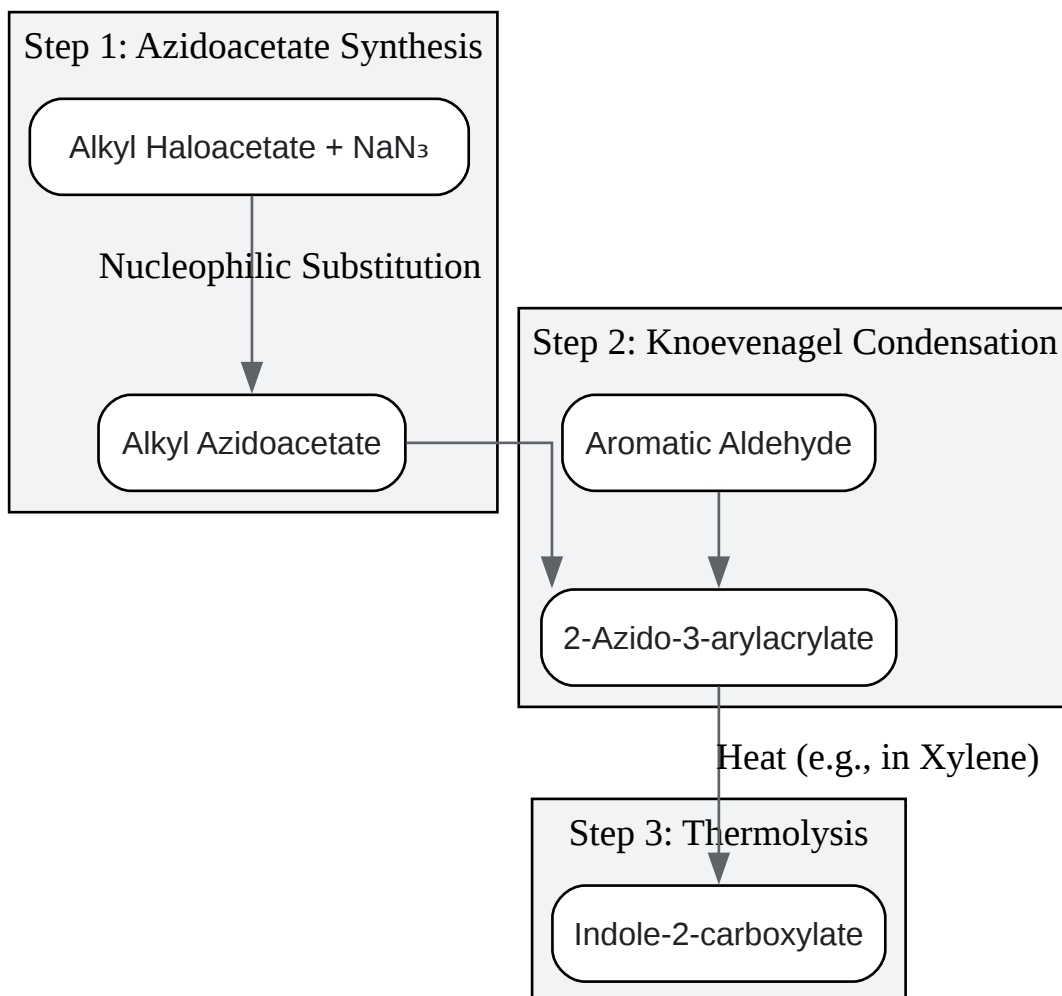 Step 1: Azidoacetate Synthesis
Alkyl Haloacetate + NaN₃
Nucleophilic Substitution
Alkyl Azidoacetate
Step 2: Knoevenagel Condensation
Aromatic Aldehyde
2-Azido-3-arylacrylate
Heat (e.g., in Xylene)
Step 3: Thermolysis
Indole-2-carboxylate